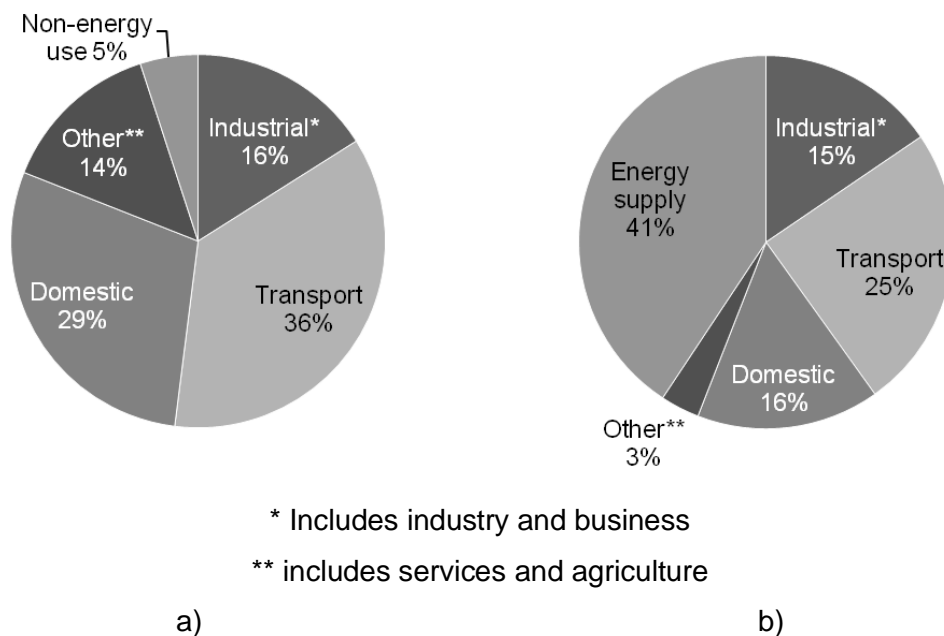 Non-energy
use 5%
Other**
14%
Industrial*
16%
Domestic
29%
Transport
36%
Energy
supply
41%
Industrial*
15%
Transport
25%
Domestic
16%
Other**
3%
* Includes industry and business
** includes services and agriculture
a)
b)